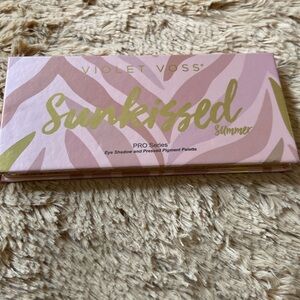 VIOLET VOSS®
Sunkissed
Summer
PRO Series
Eye Shadow and Pressed Pigment Palette